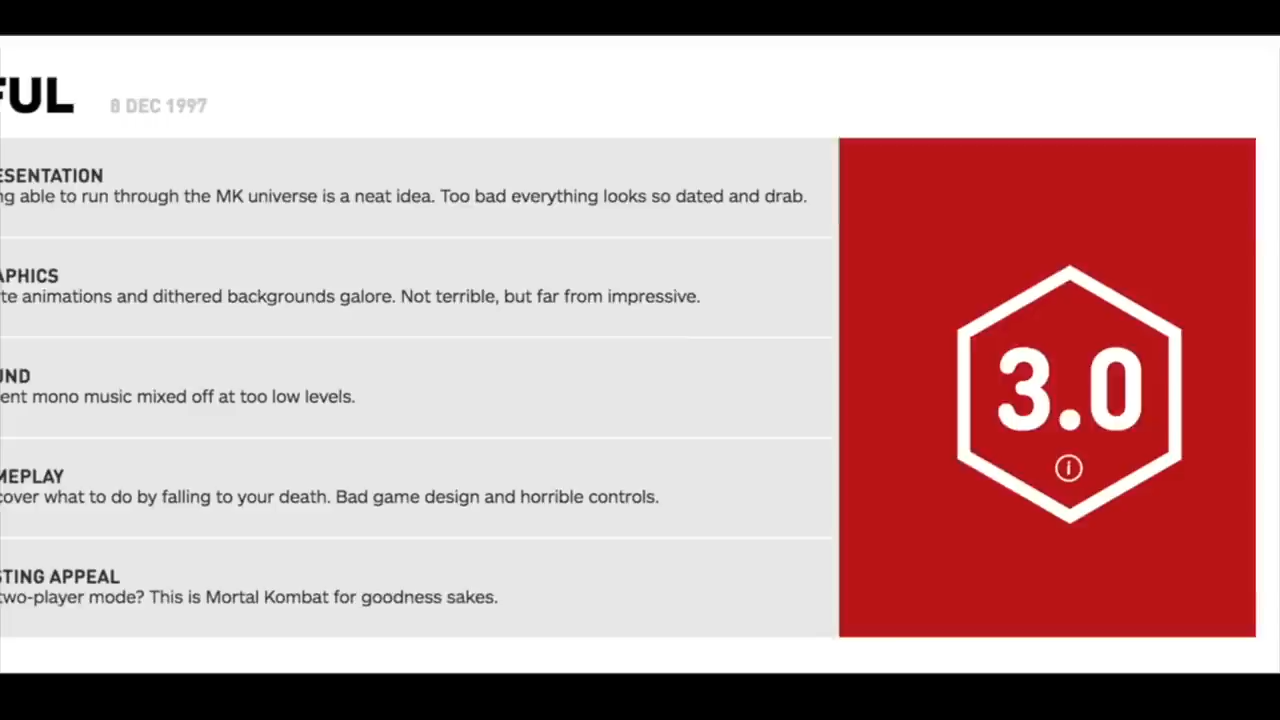 FUL 8 DEC 1997
ESENTATION
ng able to run through the MK universe is a neat idea. Too bad everything looks so dated and drab.
APHICS
te animations and dithered backgrounds galore. Not terrible, but far from impressive.
UND
ent mono music mixed off at too low levels.
MEPLAY
cover what to do by falling to your death. Bad game design and horrible controls.
STING APPEAL
two-player mode? This is Mortal Kombat for goodness sakes.
3.0
i